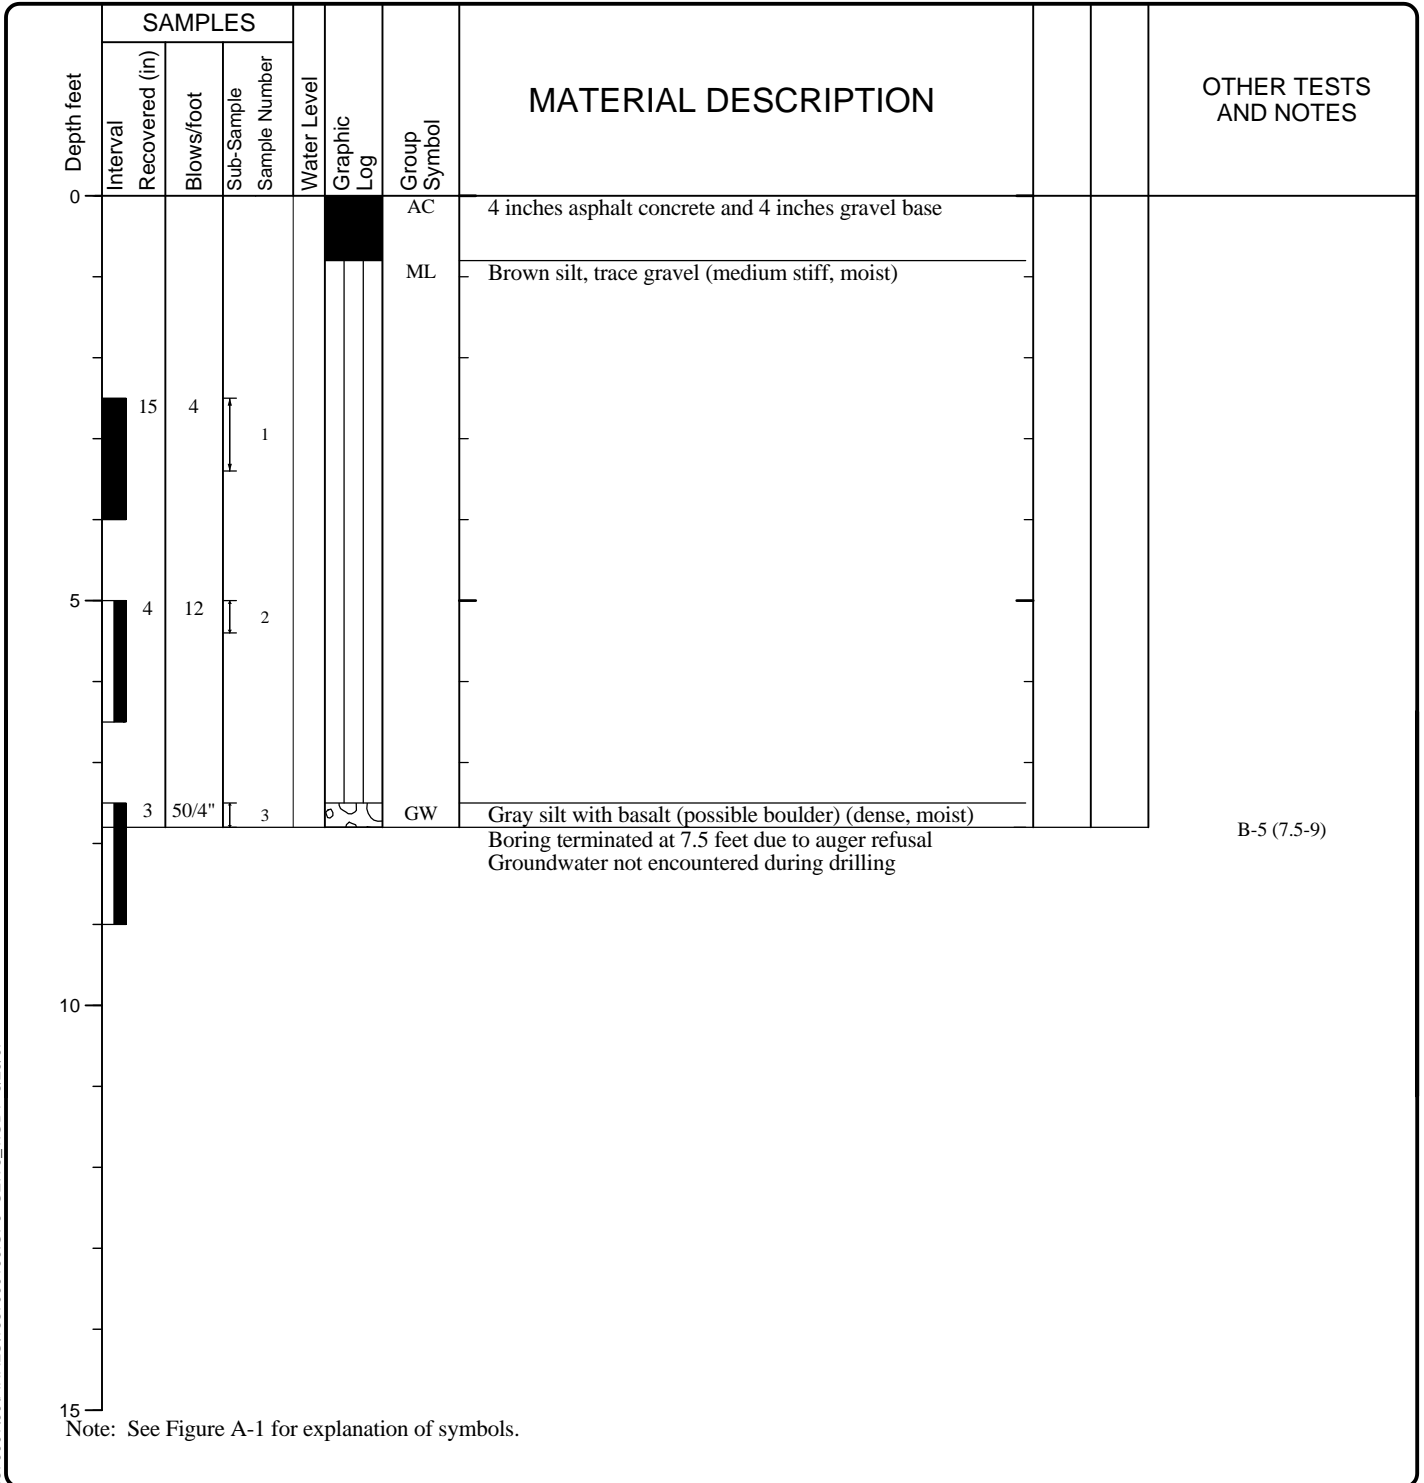 SAMPLES
Depth feet
Interval
Recovered (in)
Blows/foot
Sub-Sample
Sample Number
Water Level
Graphic
Log
Group
Symbol
MATERIAL DESCRIPTION
OTHER TESTS
AND NOTES
0
AC
4 inches asphalt concrete and 4 inches gravel base
ML
Brown silt, trace gravel (medium stiff, moist)
15
4
1
5
4
12
2
3
50/4"
3
GW
Gray silt with basalt (possible boulder) (dense, moist)
Boring terminated at 7.5 feet due to auger refusal
Groundwater not encountered during drilling
B-5 (7.5-9)
10
15
Note: See Figure A-1 for explanation of symbols.